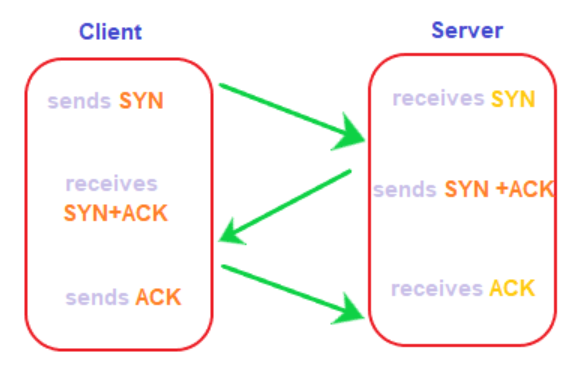 Client
sends SYN
receives
SYN+ACK
sends ACK
Server
receives SYN
sends SYN +ACK
receives ACK